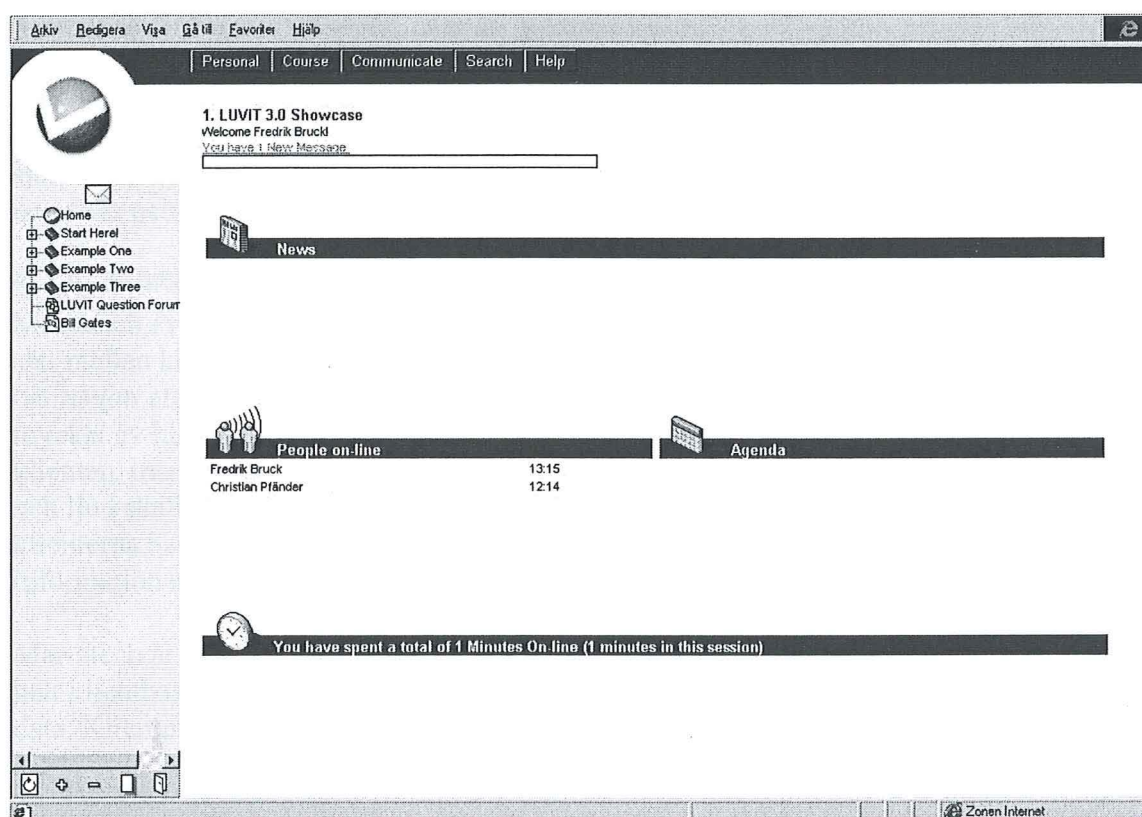 Arkiv Redigera Visa Gå till Favoriter Hjälp
Personal Course Communicate Search Help
1. LUVIT 3.0 Showcase
Welcome Fredrik Bruck!
You have 1 New Message
Home
Start Here!
Example One
Example Two
Example Three
LUVIT Question Forum
Bill Gates
News
People on-line
Fredrik Bruck 13:15
Christian Pfänder 12:14
Agenda
You have spent a total of 1 Minutes On-line (1 minutes in this session)
Zonen Internet